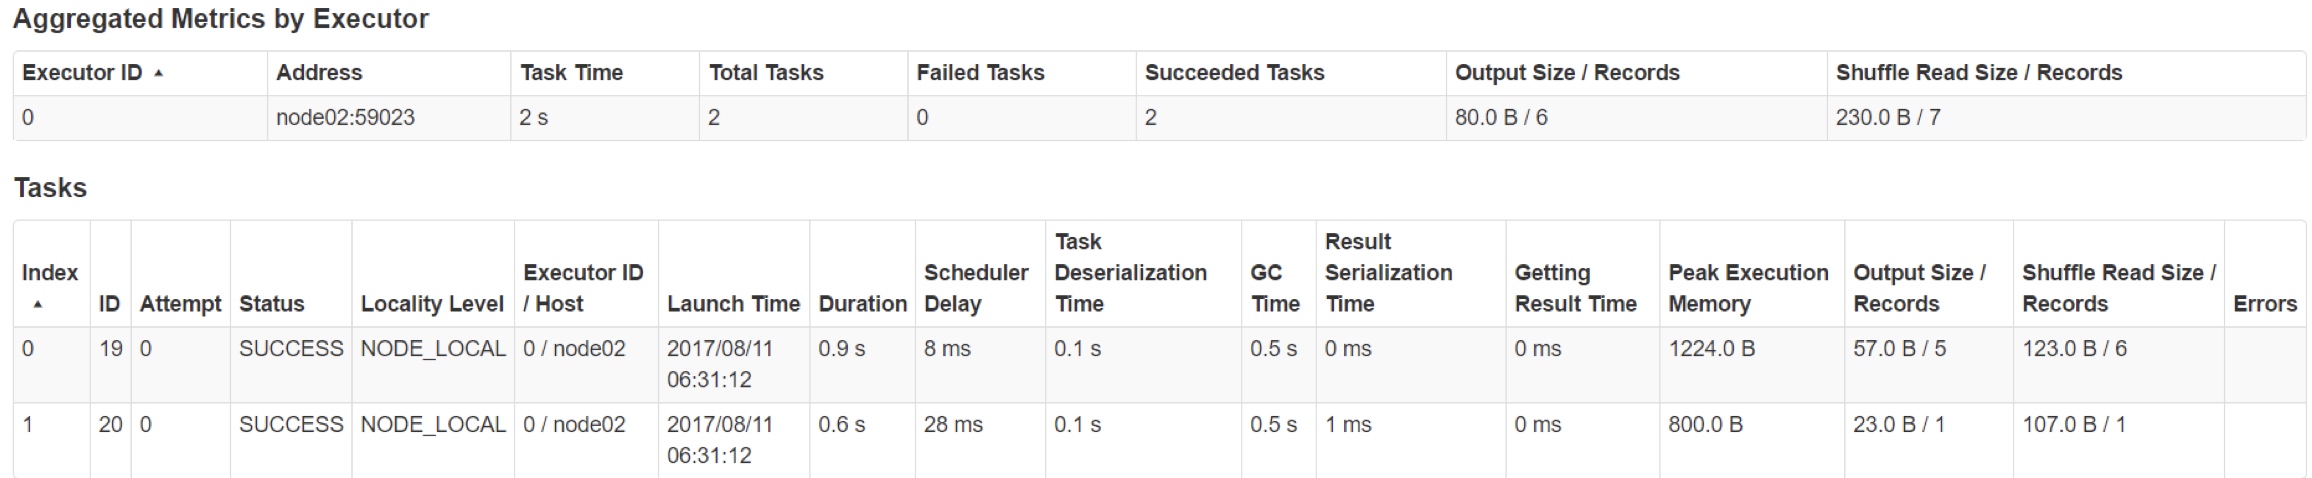 Aggregated Metrics by Executor
Executor ID ▲ Address Task Time Total Tasks Failed Tasks Succeeded Tasks Output Size / Records Shuffle Read Size / Records
0 node02:59023 2 s 2 0 2 80.0 B / 6 230.0 B / 7
Tasks
Index ▲ ID Attempt Status Locality Level Executor ID / Host Launch Time Duration Scheduler Delay Task Deserialization Time GC Time Result Serialization Time Getting Result Time Peak Execution Memory Output Size / Records Shuffle Read Size / Records Errors
0 19 0 SUCCESS NODE_LOCAL 0 / node02 2017/08/11 06:31:12 0.9 s 8 ms 0.1 s 0.5 s 0 ms 0 ms 1224.0 B 57.0 B / 5 123.0 B / 6
1 20 0 SUCCESS NODE_LOCAL 0 / node02 2017/08/11 06:31:12 0.6 s 28 ms 0.1 s 0.5 s 1 ms 0 ms 800.0 B 23.0 B / 1 107.0 B / 1